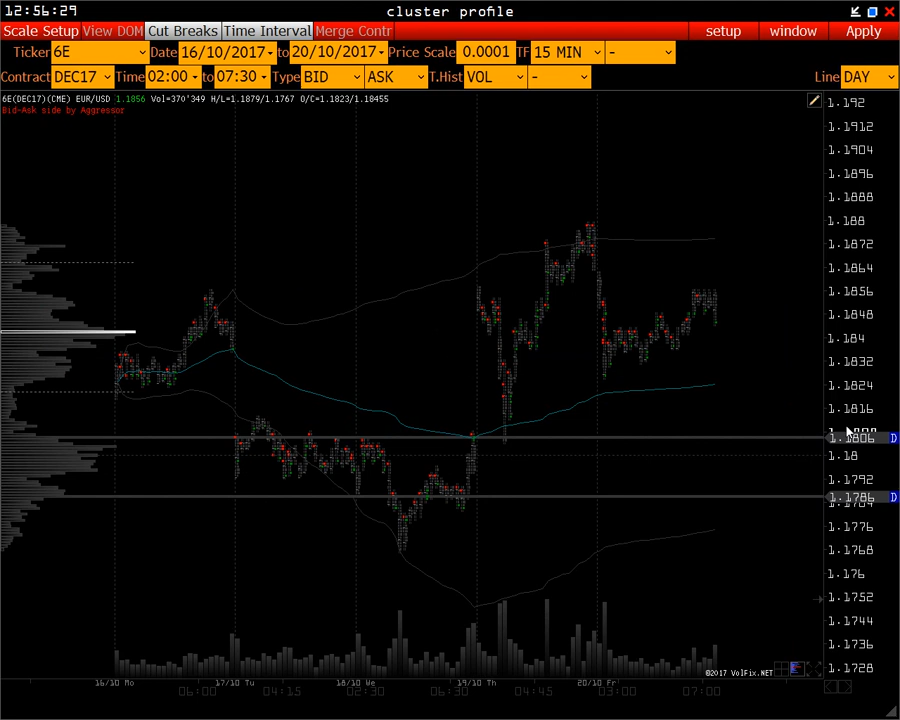 12:56:29 cluster profile
Scale Setup View DOM Cut Breaks Time Interval Merge Contr setup window Apply
Ticker 6E Date 16/10/2017 to 20/10/2017 Price Scale 0.0001 TF 15 MIN -
Contract DEC17 Time 02:00 to 07:30 Type BID ASK T.Hist VOL - Line DAY
6E(DEC17)(CME) EUR/USD 1.1856 Vol=370'349 H/L=1.1879/1.1767 O/C=1.1823/1.18455
Bid-Ask side by Aggressor
1.192
1.1912
1.1904
1.1896
1.1888
1.188
1.1872
1.1864
1.1856
1.1848
1.184
1.1832
1.1824
1.1816
1.1806 D
1.18
1.1792
1.1786 D
1.1776
1.1768
1.176
1.1752
1.1744
1.1736
1.1728
©2017 VolFix.NET
16/10 Mo 17/10 Tu 18/10 We 19/10 Th 20/10 Fr
06:00 04:15 02:30 06:30 04:45 03:00 07:00